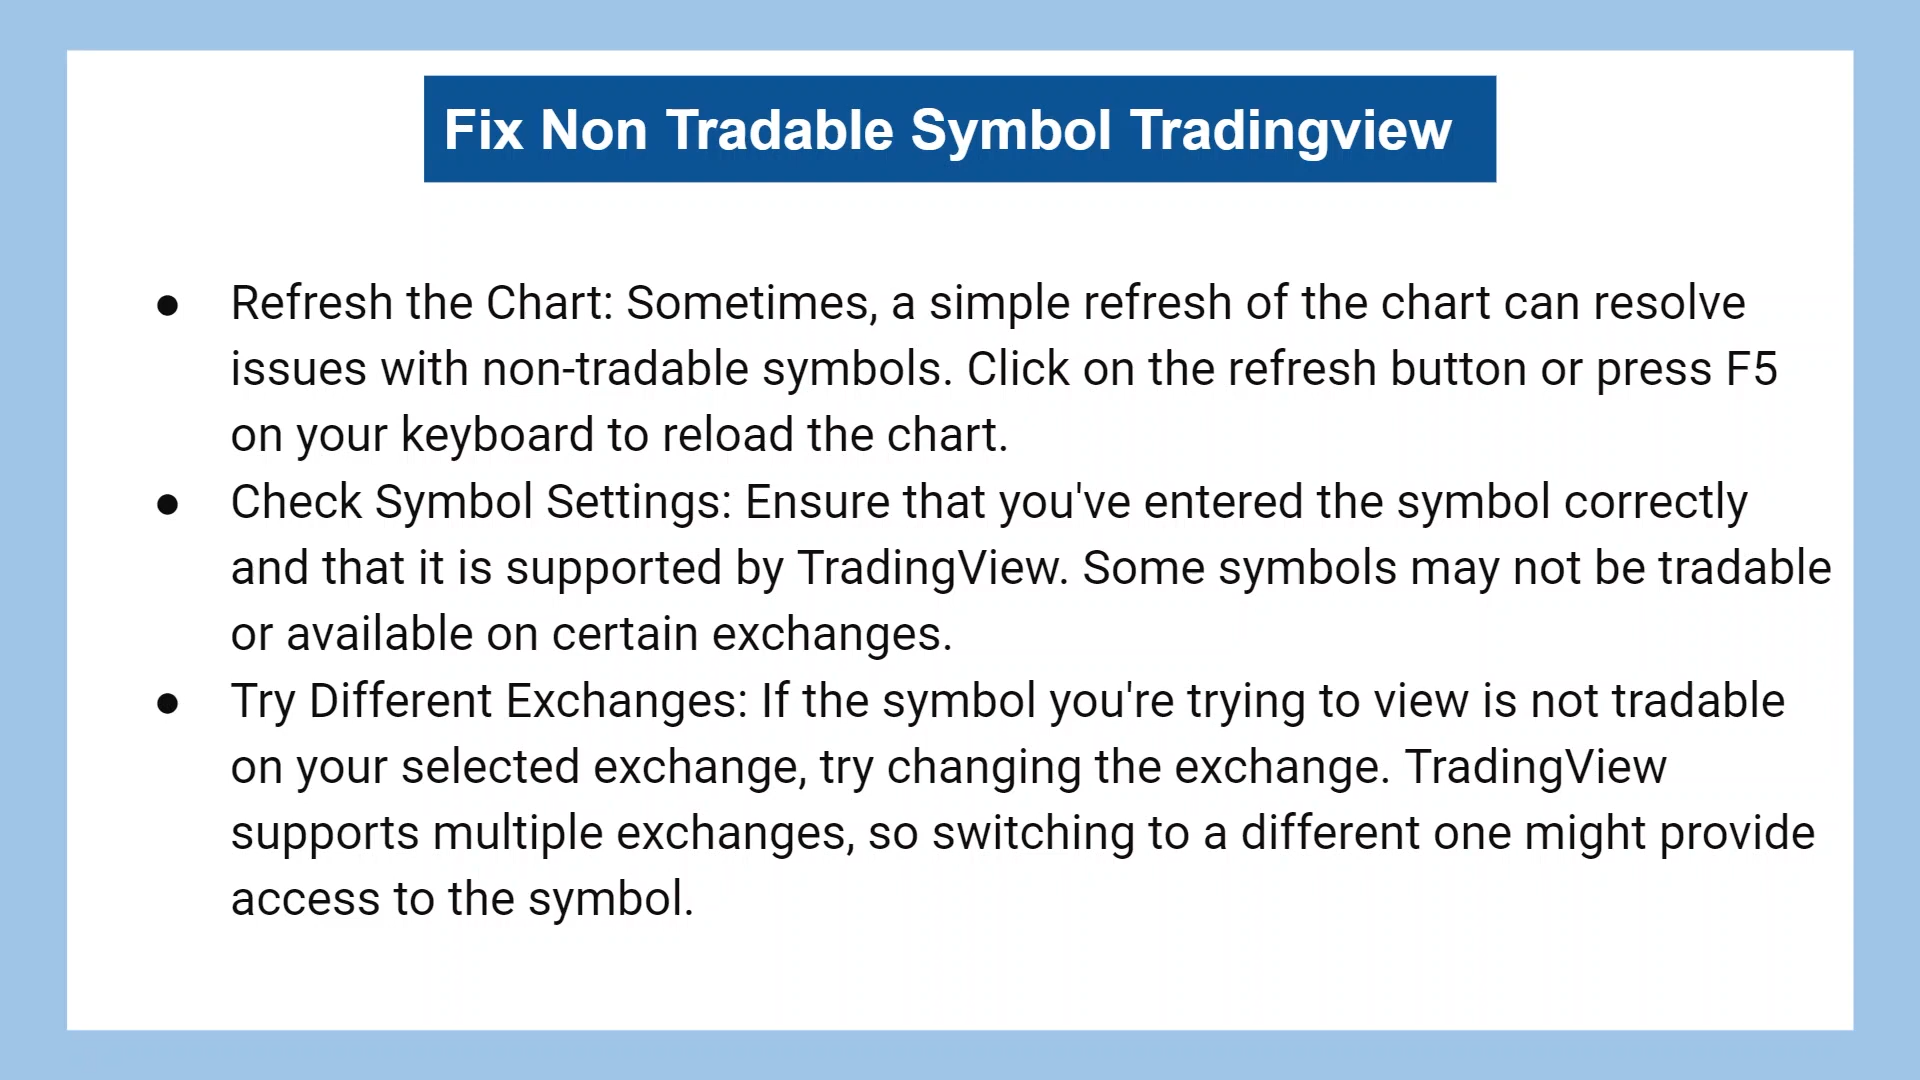 Fix Non Tradable Symbol Tradingview
● Refresh the Chart: Sometimes, a simple refresh of the chart can resolve
issues with non-tradable symbols. Click on the refresh button or press F5
on your keyboard to reload the chart.
● Check Symbol Settings: Ensure that you've entered the symbol correctly
and that it is supported by TradingView. Some symbols may not be tradable
or available on certain exchanges.
● Try Different Exchanges: If the symbol you're trying to view is not tradable
on your selected exchange, try changing the exchange. TradingView
supports multiple exchanges, so switching to a different one might provide
access to the symbol.